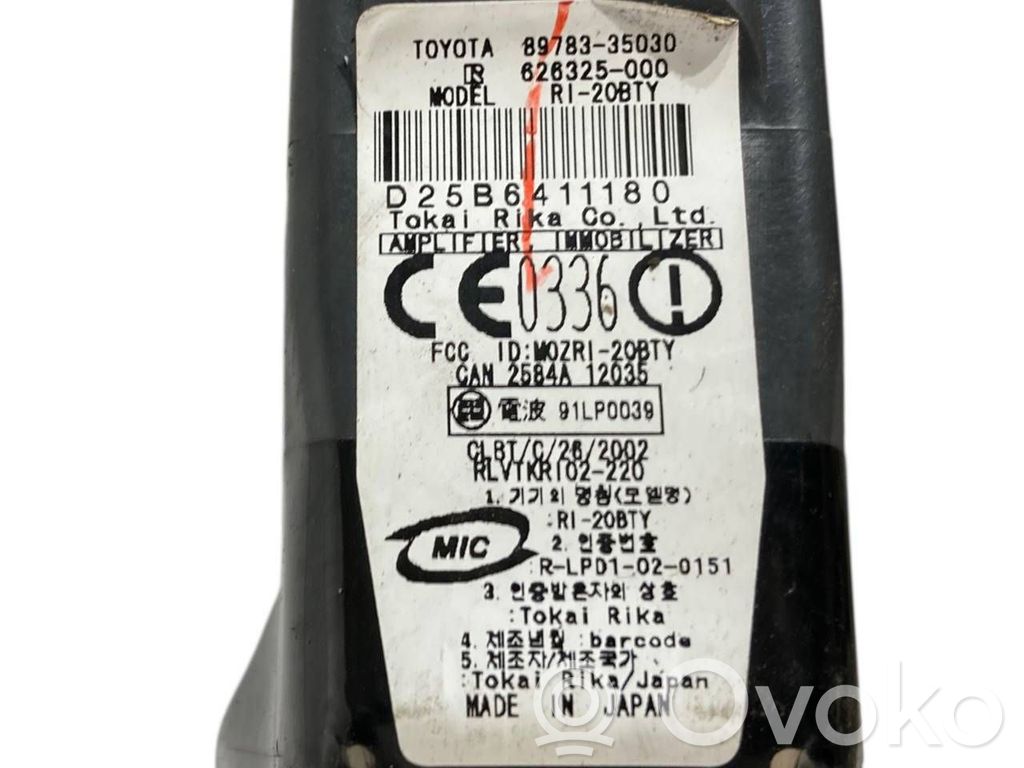 TOYOTA 89783-35030
R 626325-000
MODEL RI-20BTY
D25B6411180
Tokai Rika Co., Ltd.
AMPLIFIER, IMMOBILIZER
CE 0336
FCC ID:MOZRI-20BTY
CAN 2584A 12035
電波 91LP0039
CLBT/C/26/2002
RLVTKRI02-220
1. 기기의 명칭(모델명)
:RI-20BTY
MIC
2. 인증번호
:R-LPD1-02-0151
3. 인증받은자의 상호
:Tokai Rika
4. 제조년월 :barcode
5. 제조자/제조국가
:Tokai Rika/Japan
MADE IN JAPAN
Ovoko